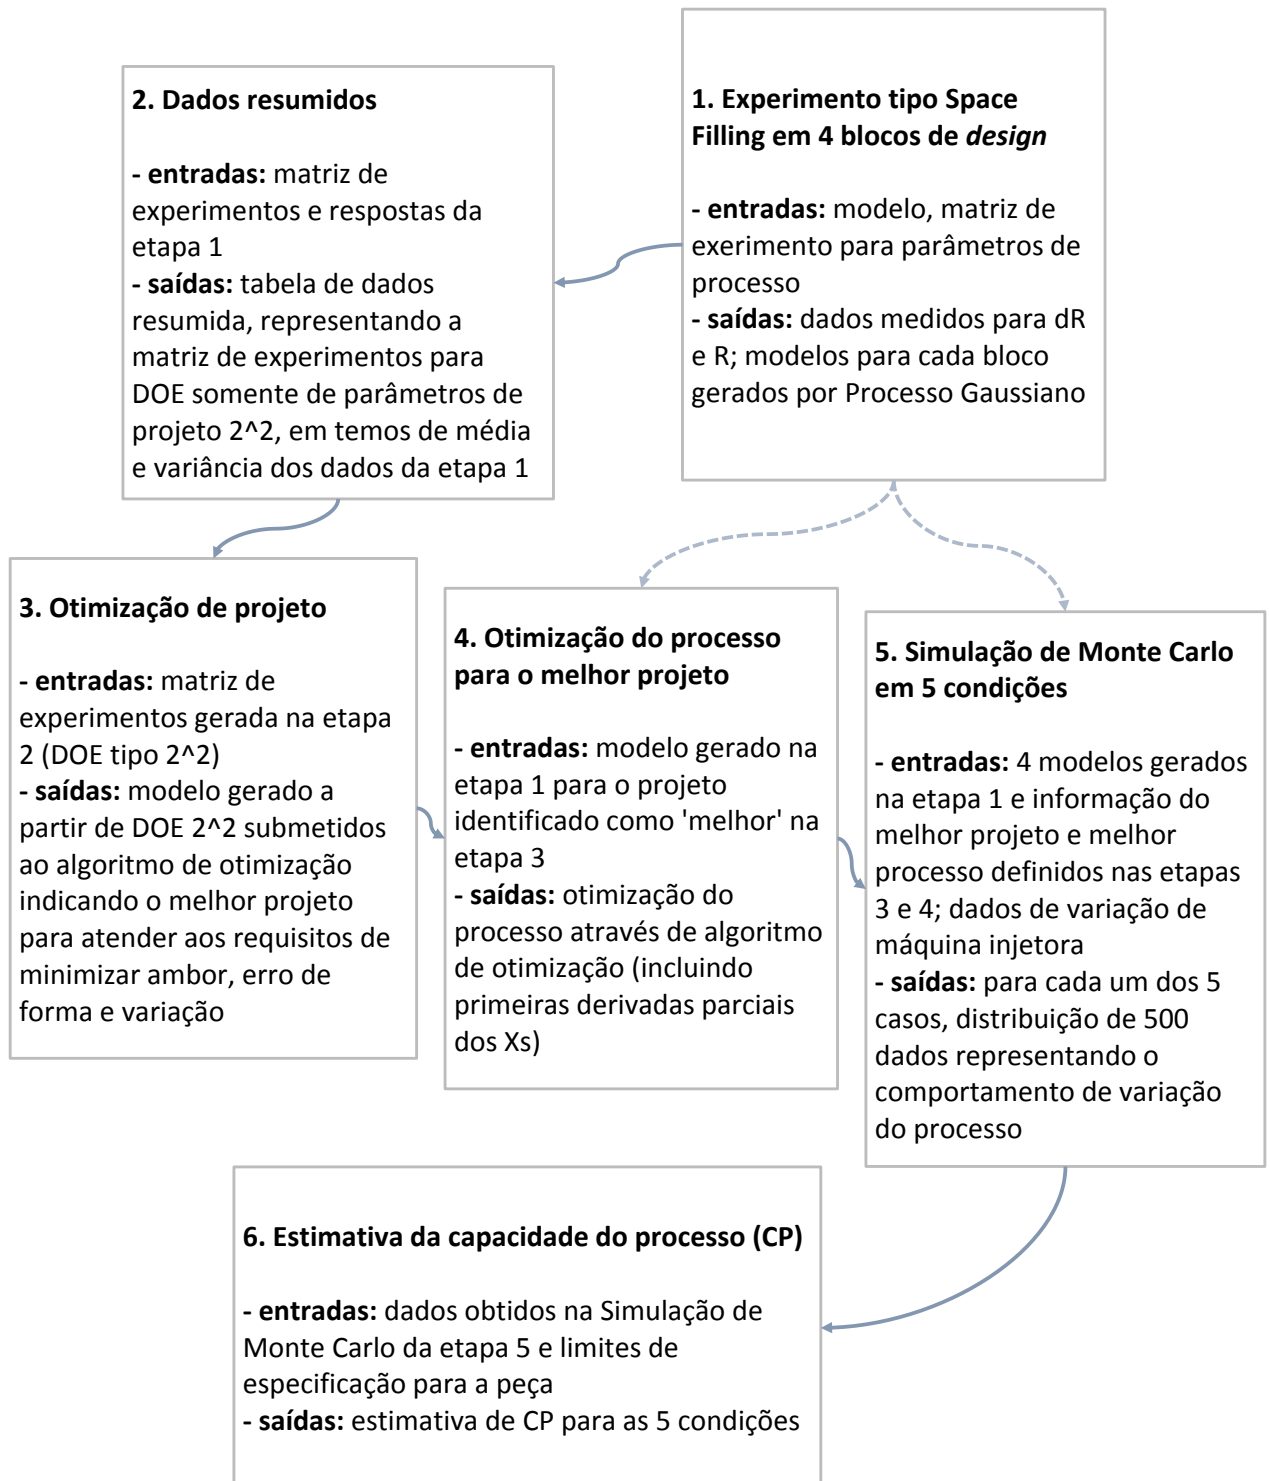 1. Experimento tipo Space
Filling em 4 blocos de design
- entradas: modelo, matriz de
exerimento para parâmetros de
processo
- saídas: dados medidos para dR
e R; modelos para cada bloco
gerados por Processo Gaussiano
2. Dados resumidos
- entradas: matriz de
experimentos e respostas da
etapa 1
- saídas: tabela de dados
resumida, representando a
matriz de experimentos para
DOE somente de parâmetros de
projeto 2^2, em temos de média
e variância dos dados da etapa 1
3. Otimização de projeto
- entradas: matriz de
experimentos gerada na etapa
2 (DOE tipo 2^2)
- saídas: modelo gerado a
partir de DOE 2^2 submetidos
ao algoritmo de otimização
indicando o melhor projeto
para atender aos requisitos de
minimizar ambor, erro de
forma e variação
4. Otimização do processo
para o melhor projeto
- entradas: modelo gerado na
etapa 1 para o projeto
identificado como 'melhor' na
etapa 3
- saídas: otimização do
processo através de algoritmo
de otimização (incluindo
primeiras derivadas parciais
dos Xs)
5. Simulação de Monte Carlo
em 5 condições
- entradas: 4 modelos gerados
na etapa 1 e informação do
melhor projeto e melhor
processo definidos nas etapas
3 e 4; dados de variação de
máquina injetora
- saídas: para cada um dos 5
casos, distribuição de 500
dados representando o
comportamento de variação
do processo
6. Estimativa da capacidade do processo (CP)
- entradas: dados obtidos na Simulação de
Monte Carlo da etapa 5 e limites de
especificação para a peça
- saídas: estimativa de CP para as 5 condições